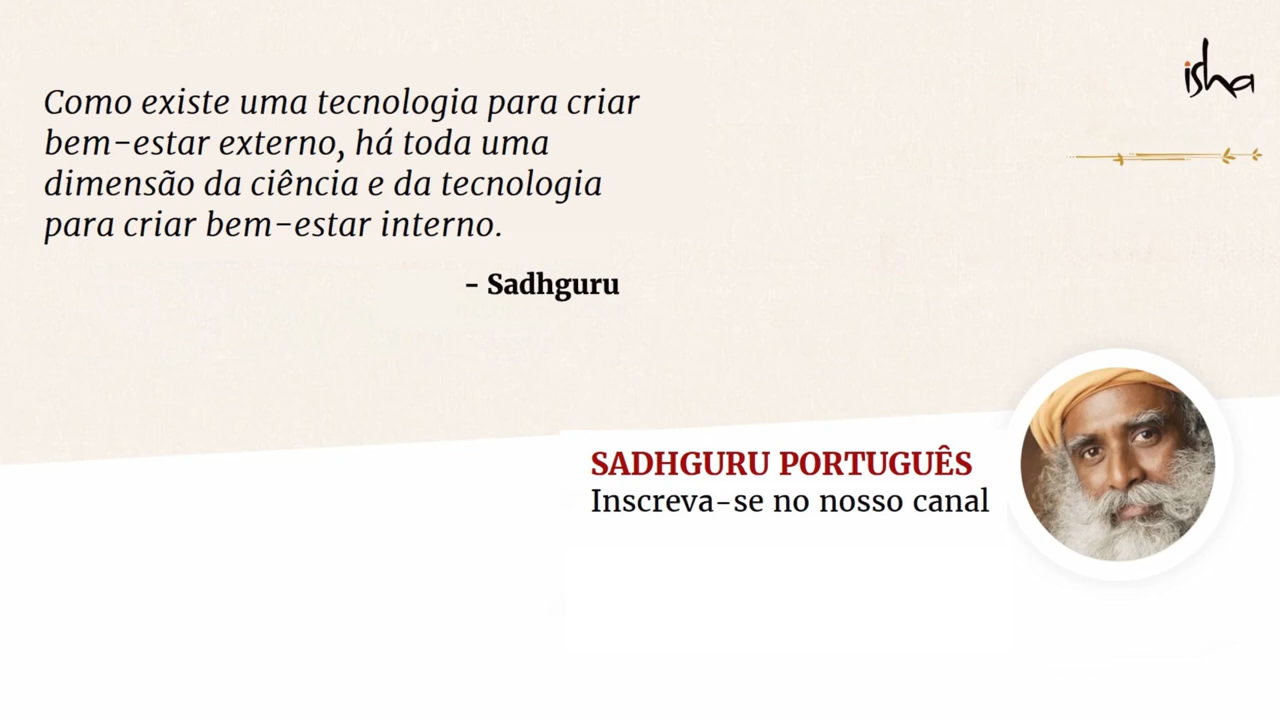 isha
Como existe uma tecnologia para criar
bem-estar externo, há toda uma
dimensão da ciência e da tecnologia
para criar bem-estar interno.
- Sadhguru
SADHGURU PORTUGUÊS
Inscreva-se no nosso canal